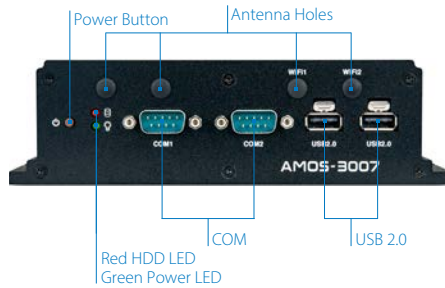 Power Button
Antenna Holes
WiFi1
WiFi2
COM1
COM2
USB2.0
USB2.0
AMOS-3007
COM
USB 2.0
Red HDD LED
Green Power LED